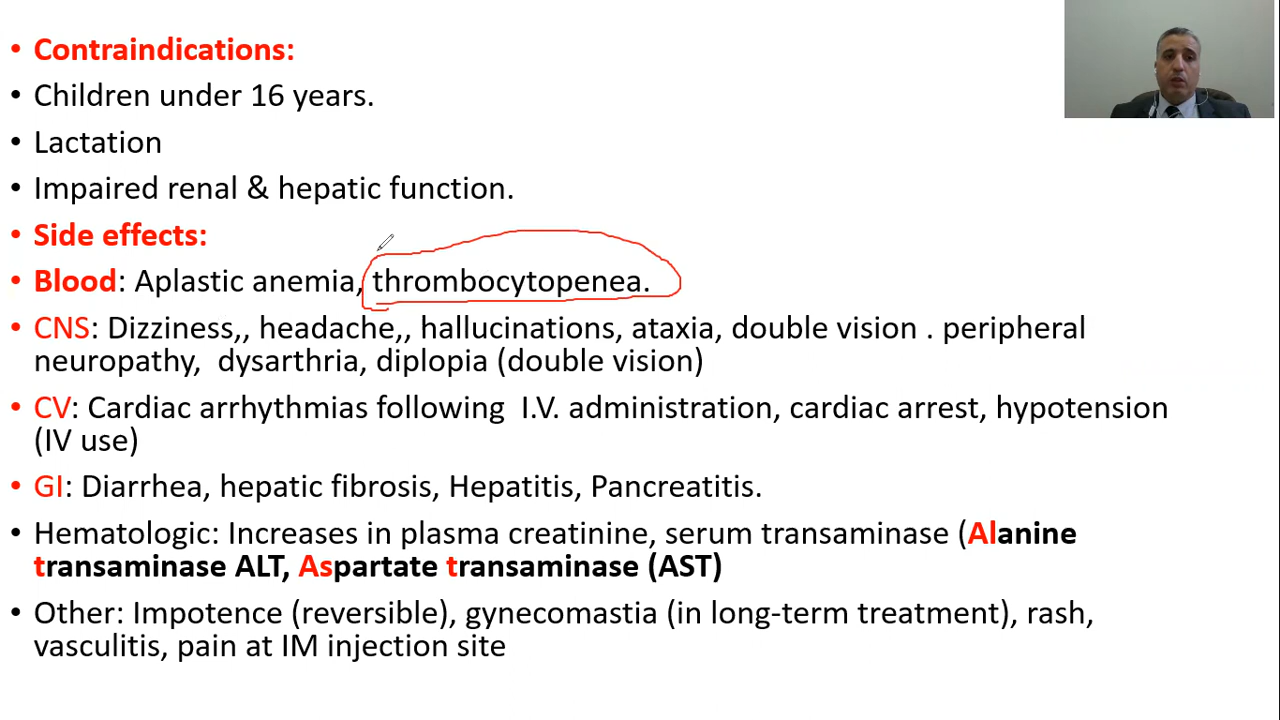 • Contraindications:
• Children under 16 years.
• Lactation
• Impaired renal & hepatic function.
• Side effects:
• Blood: Aplastic anemia, thrombocytopenea.
• CNS: Dizziness,, headache,, hallucinations, ataxia, double vision . peripheral
neuropathy, dysarthria, diplopia (double vision)
• CV: Cardiac arrhythmias following I.V. administration, cardiac arrest, hypotension
(IV use)
• GI: Diarrhea, hepatic fibrosis, Hepatitis, Pancreatitis.
• Hematologic: Increases in plasma creatinine, serum transaminase (Alanine
transaminase ALT, Aspartate transaminase (AST)
• Other: Impotence (reversible), gynecomastia (in long-term treatment), rash,
vasculitis, pain at IM injection site